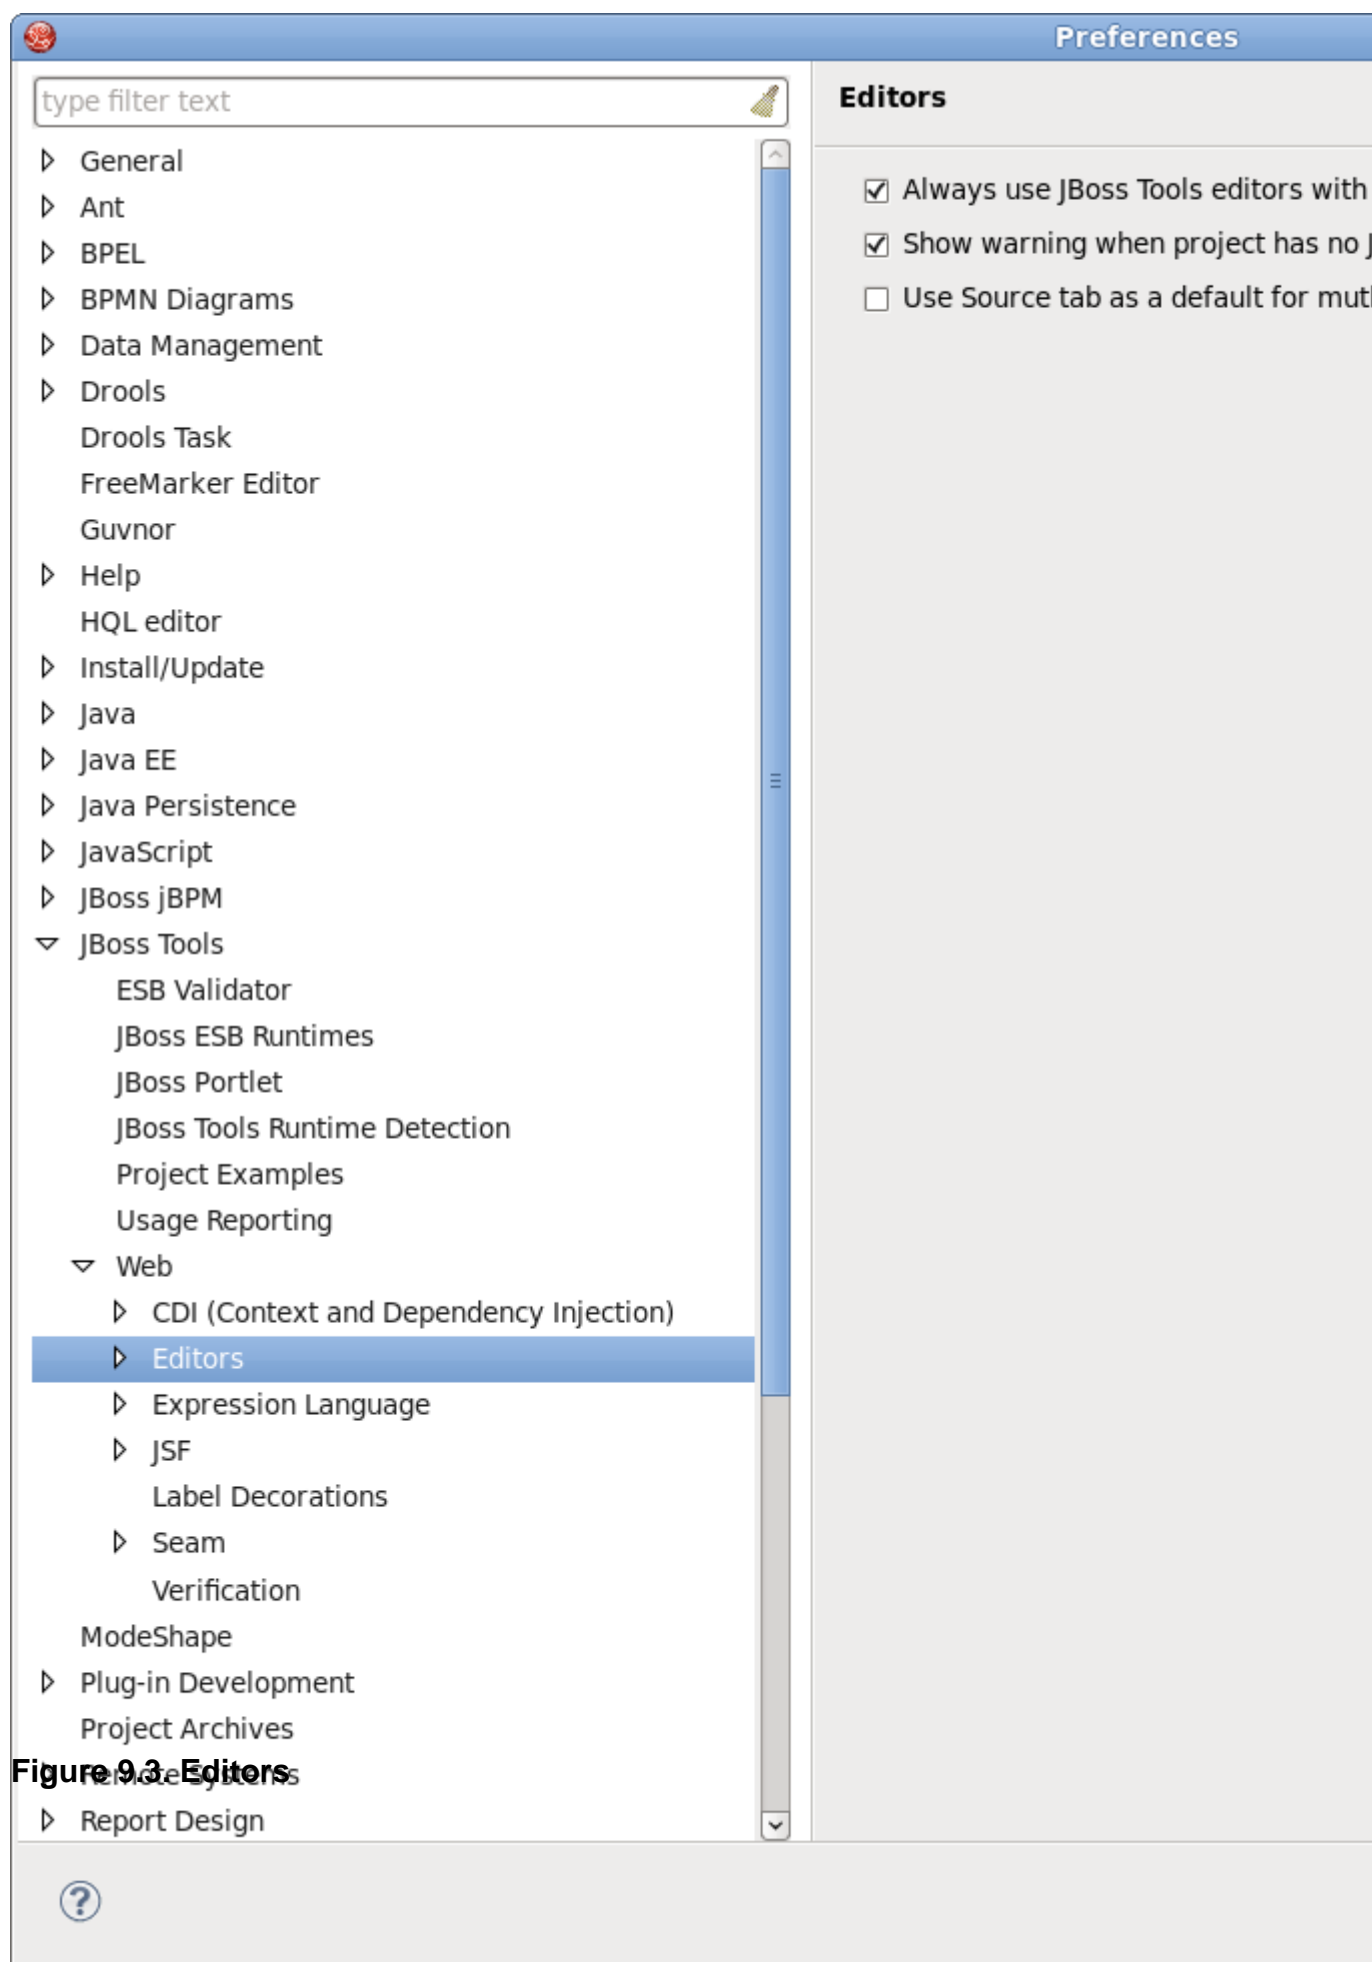 Preferences
type filter text
Editors
General
Ant
BPEL
BPMN Diagrams
Data Management
Drools
Drools Task
FreeMarker Editor
Guvnor
Help
HQL editor
Install/Update
Java
Java EE
Java Persistence
JavaScript
JBoss jBPM
JBoss Tools
ESB Validator
JBoss ESB Runtimes
JBoss Portlet
JBoss Tools Runtime Detection
Project Examples
Usage Reporting
Web
CDI (Context and Dependency Injection)
Editors
Expression Language
JSF
Label Decorations
Seam
Verification
ModeShape
Plug-in Development
Project Archives
Remote Systems
Figure 9.3. Editors
Report Design
Always use JBoss Tools editors with
Show warning when project has no
Use Source tab as a default for